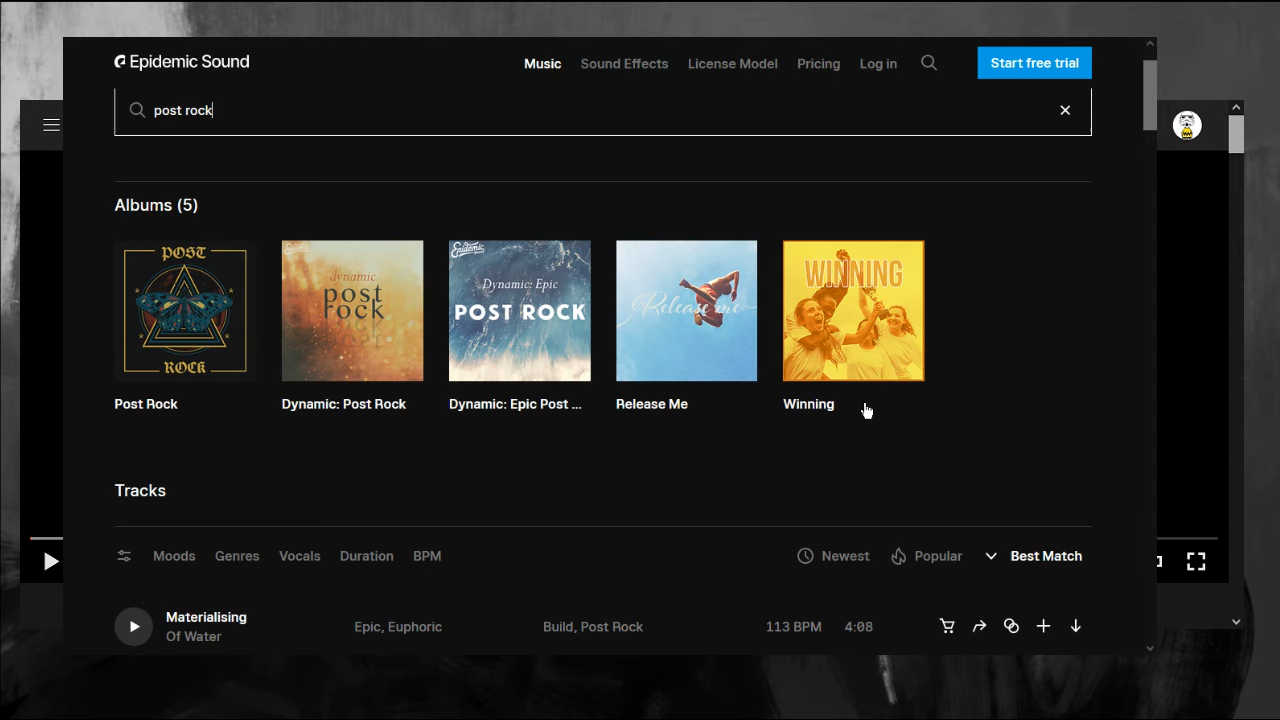 Epidemic Sound
Music Sound Effects License Model Pricing Log in Start free trial
post rock
Albums (5)
POST
ROCK
dynamic
post
rock
Epidemic
Dynamic: Epic
POST ROCK
Release me
WINNING
Post Rock Dynamic: Post Rock Dynamic: Epic Post ... Release Me Winning
Tracks
Moods Genres Vocals Duration BPM Newest Popular Best Match
Materialising
Of Water
Epic, Euphoric Build, Post Rock 113 BPM 4:08